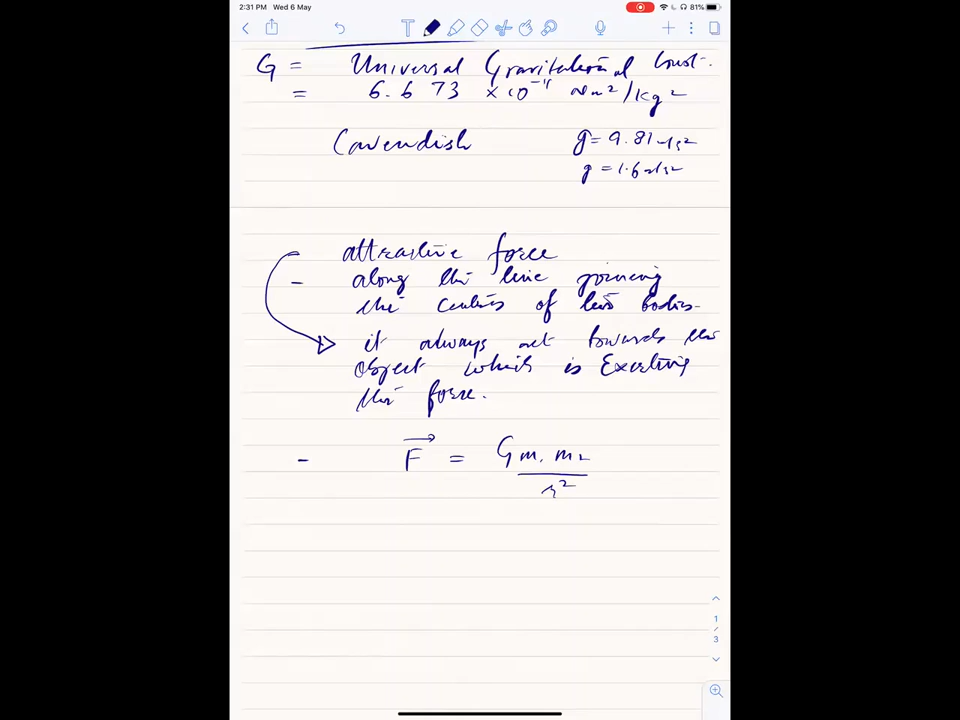 2:31 PM Wed 6 May 81%
G = Universal Gravitational Const.
= 6.673 × 10⁻¹¹ Nm²/kg²
Cavendish g = 9.81 m/s²
g = 1.6 m/s²
attractive force
- along the line joining
the centres of two bodies.
it always act towards the
object which is Exerting
the force.
- F⃗ = G m₁ m₂
r²
1
/
3